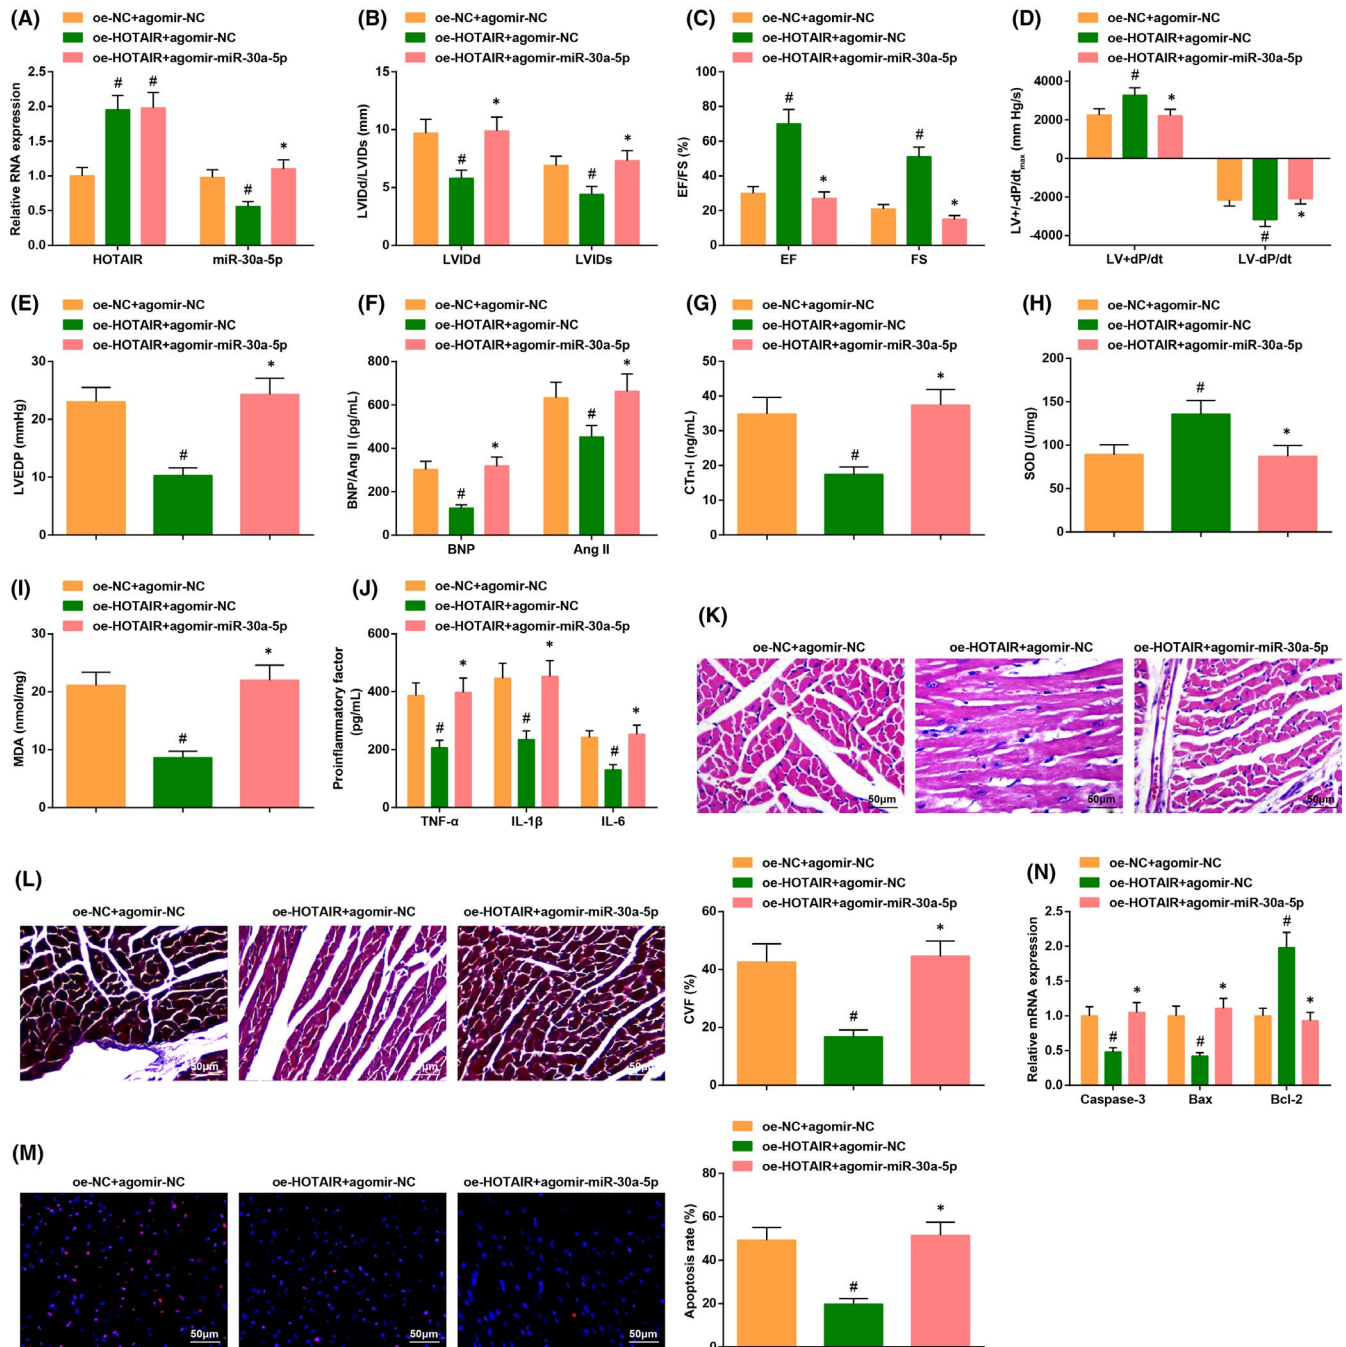 (A)
oe-NC+agomir-NC
oe-HOTAIR+agomir-NC
oe-HOTAIR+agomir-miR-30a-5p
Relative RNA expression
2.5
2.0
1.5
1.0
0.5
0.0
# #
# *
HOTAIR miR-30a-5p
(B)
oe-NC+agomir-NC
oe-HOTAIR+agomir-NC
oe-HOTAIR+agomir-miR-30a-5p
LVIDd/LVIDs (mm)
15
10
5
0
# *
# *
LVIDd LVIDs
(C)
oe-NC+agomir-NC
oe-HOTAIR+agomir-NC
oe-HOTAIR+agomir-miR-30a-5p
EF/FS (%)
100
80
60
40
20
0
# *
# *
EF FS
(D)
oe-NC+agomir-NC
oe-HOTAIR+agomir-NC
oe-HOTAIR+agomir-miR-30a-5p
LV+/-dP/dtmax (mm Hg/s)
4000
2000
0
-2000
-4000
# *
# *
LV+dP/dt LV-dP/dt
(E)
oe-NC+agomir-NC
oe-HOTAIR+agomir-NC
oe-HOTAIR+agomir-miR-30a-5p
LVEDP (mmHg)
30
20
10
0
# *
(F)
oe-NC+agomir-NC
oe-HOTAIR+agomir-NC
oe-HOTAIR+agomir-miR-30a-5p
BNP/Ang II (pg/mL)
800
600
400
200
0
# *
# *
BNP Ang II
(G)
oe-NC+agomir-NC
oe-HOTAIR+agomir-NC
oe-HOTAIR+agomir-miR-30a-5p
CTn-I (ng/mL)
50
40
30
20
10
0
# *
(H)
oe-NC+agomir-NC
oe-HOTAIR+agomir-NC
oe-HOTAIR+agomir-miR-30a-5p
SOD (U/mg)
200
150
100
50
0
# *
(I)
oe-NC+agomir-NC
oe-HOTAIR+agomir-NC
oe-HOTAIR+agomir-miR-30a-5p
MDA (nmol/mg)
30
20
10
0
# *
(J)
oe-NC+agomir-NC
oe-HOTAIR+agomir-NC
oe-HOTAIR+agomir-miR-30a-5p
Proinflammatory factor
(pg/mL)
600
400
200
0
# *
# *
# *
TNF-α IL-1β IL-6
(K)
oe-NC+agomir-NC oe-HOTAIR+agomir-NC oe-HOTAIR+agomir-miR-30a-5p
50μm 50μm 50μm
(L)
oe-NC+agomir-NC oe-HOTAIR+agomir-NC oe-HOTAIR+agomir-miR-30a-5p
50μm 50μm 50μm
oe-NC+agomir-NC
oe-HOTAIR+agomir-NC
oe-HOTAIR+agomir-miR-30a-5p
CVF (%)
60
40
20
0
# *
(N)
oe-NC+agomir-NC
oe-HOTAIR+agomir-NC
oe-HOTAIR+agomir-miR-30a-5p
Relative mRNA expression
2.5
2.0
1.5
1.0
0.5
0.0
# *
# *
# *
Caspase-3 Bax Bcl-2
(M)
oe-NC+agomir-NC oe-HOTAIR+agomir-NC oe-HOTAIR+agomir-miR-30a-5p
50μm 50μm 50μm
oe-NC+agomir-NC
oe-HOTAIR+agomir-NC
oe-HOTAIR+agomir-miR-30a-5p
Apoptosis rate (%)
80
60
40
20
0
# *